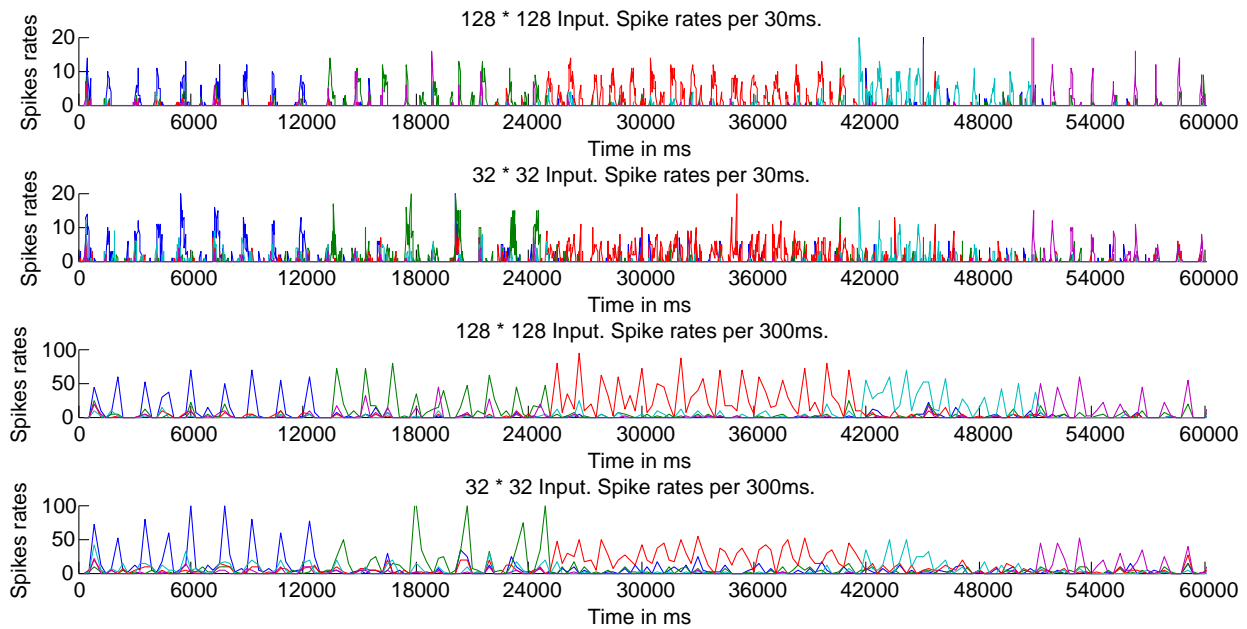 128 * 128 Input. Spike rates per 30ms.
Spikes rates
20
10
0
0 6000 12000 18000 24000 30000 36000 42000 48000 54000 60000
Time in ms
32 * 32 Input. Spike rates per 30ms.
Spikes rates
20
10
0
0 6000 12000 18000 24000 30000 36000 42000 48000 54000 60000
Time in ms
128 * 128 Input. Spike rates per 300ms.
Spikes rates
100
50
0
0 6000 12000 18000 24000 30000 36000 42000 48000 54000 60000
Time in ms
32 * 32 Input. Spike rates per 300ms.
Spikes rates
100
50
0
0 6000 12000 18000 24000 30000 36000 42000 48000 54000 60000
Time in ms